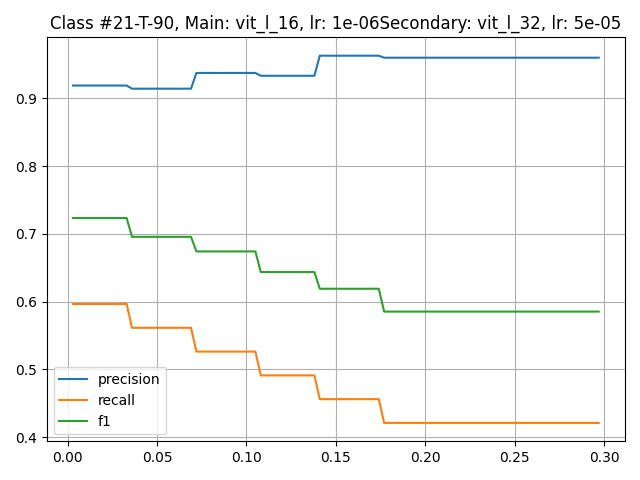 Class #21-T-90, Main: vit_l_16, lr: 1e-06Secondary: vit_l_32, lr: 5e-05
0.9
0.8
0.7
0.6
0.5
0.4
precision
recall
f1
0.00 0.05 0.10 0.15 0.20 0.25 0.30